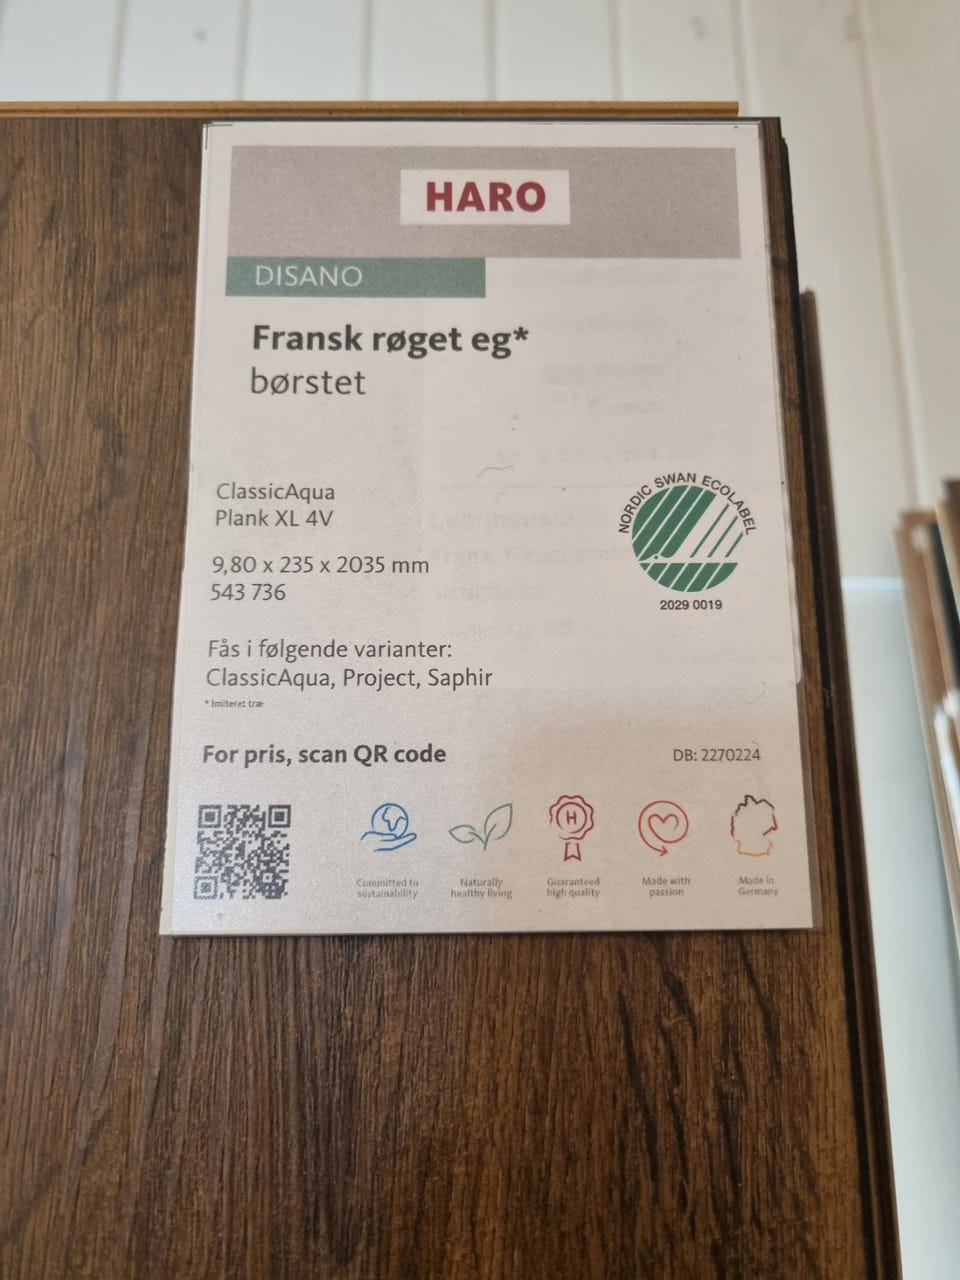 HARO
DISANO
Fransk røget eg*
børstet
ClassicAqua
Plank XL 4V
9,80 x 235 x 2035 mm
543 736
NORDIC SWAN ECOLABEL
2029 0019
Fås i følgende varianter:
ClassicAqua, Project, Saphir
* Imiteret træ
For pris, scan QR code
DB: 2270224
H
Committed to
sustainability
Naturally
healthy living
Guaranteed
high quality
Made with
passion
Made in
Germany